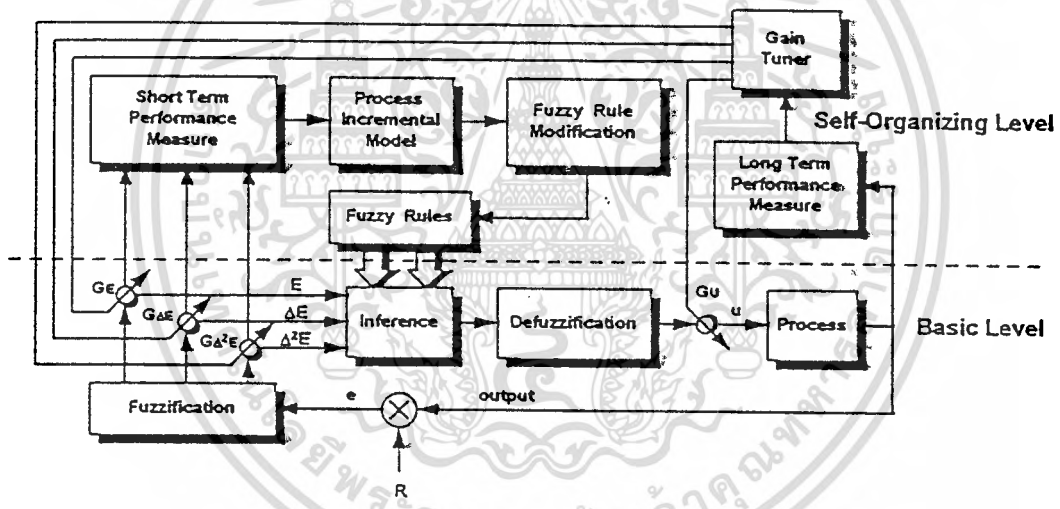 Gain
Tuner
Short Term
Performance
Measure
Process
Incremental
Model
Fuzzy Rule
Modification
Self-Organizing Level
Long Term
Performance
Measure
Fuzzy Rules
GE
E
GΔE
ΔE
GΔ²E
Δ²E
Inference
Defuzzification
GU
u
Process
Basic Level
Fuzzification
e
output
R